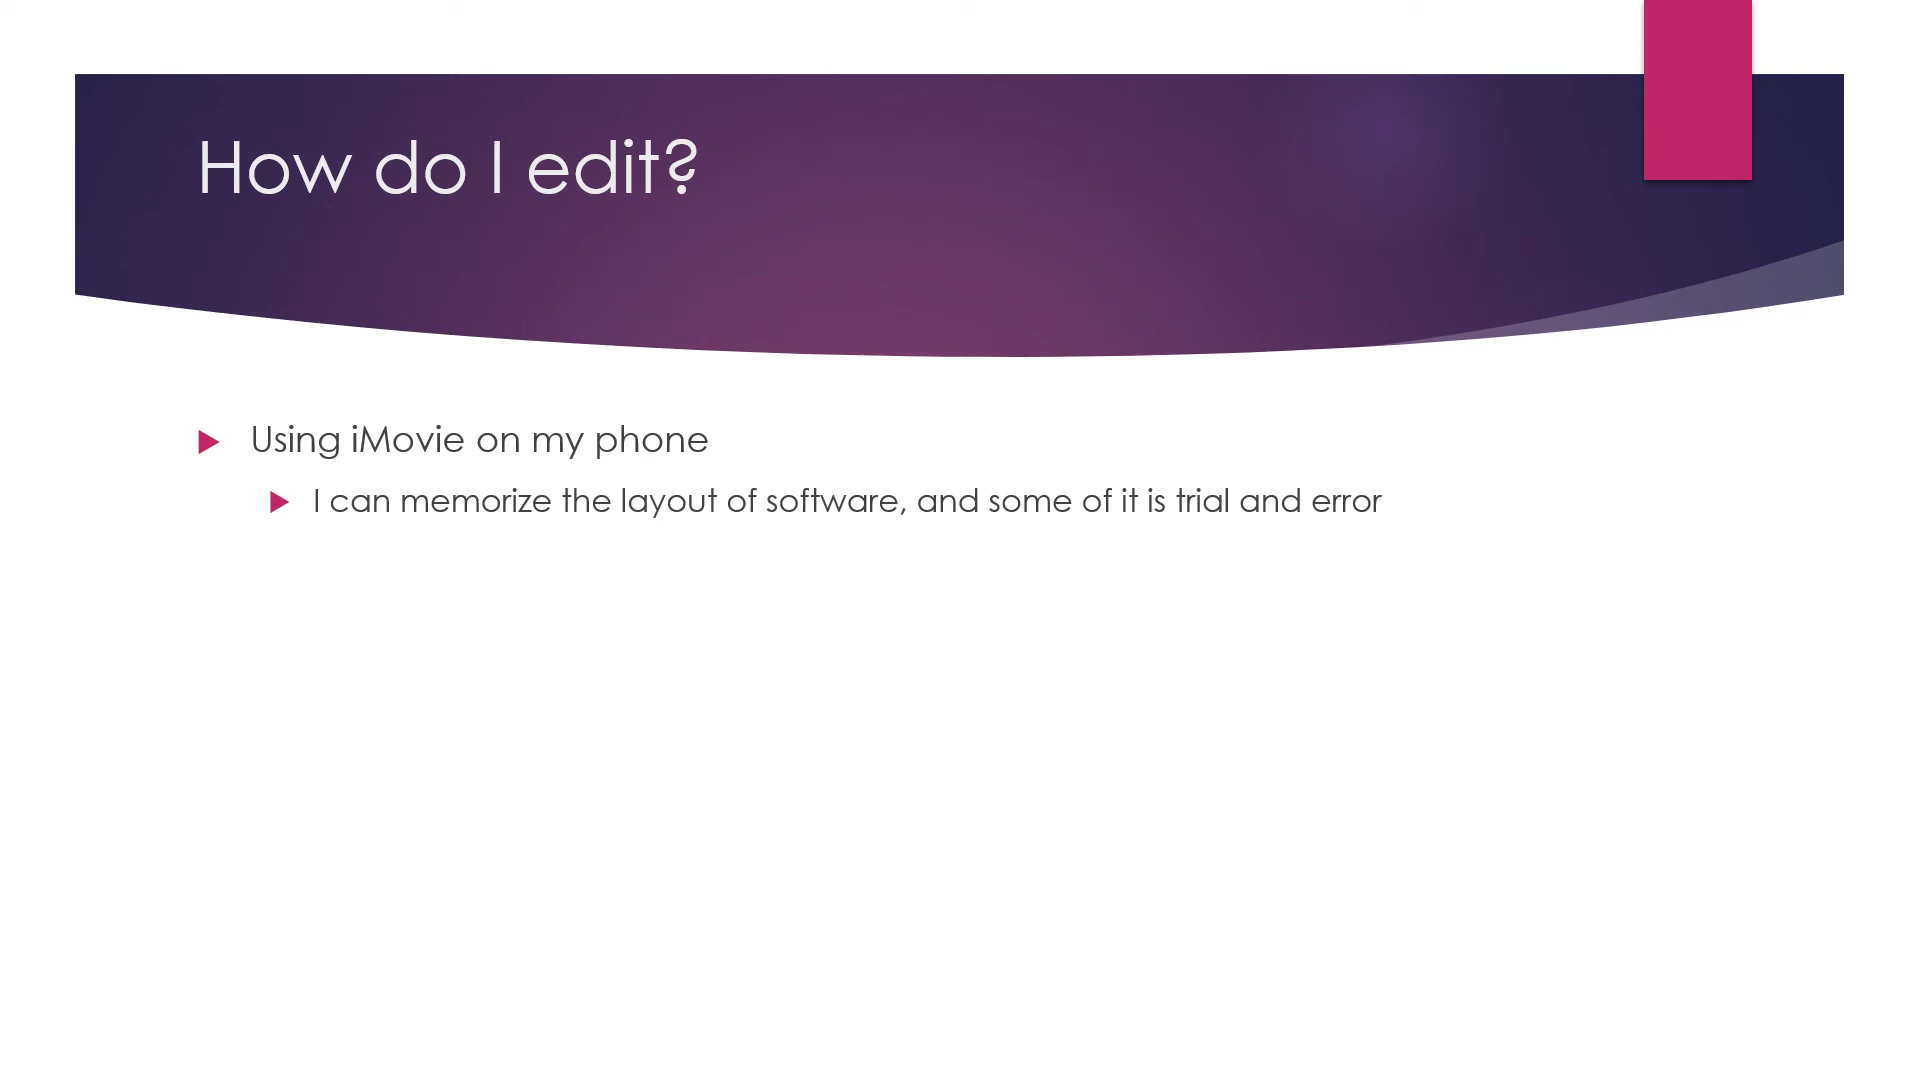 How do I edit?
Using iMovie on my phone
I can memorize the layout of software, and some of it is trial and error